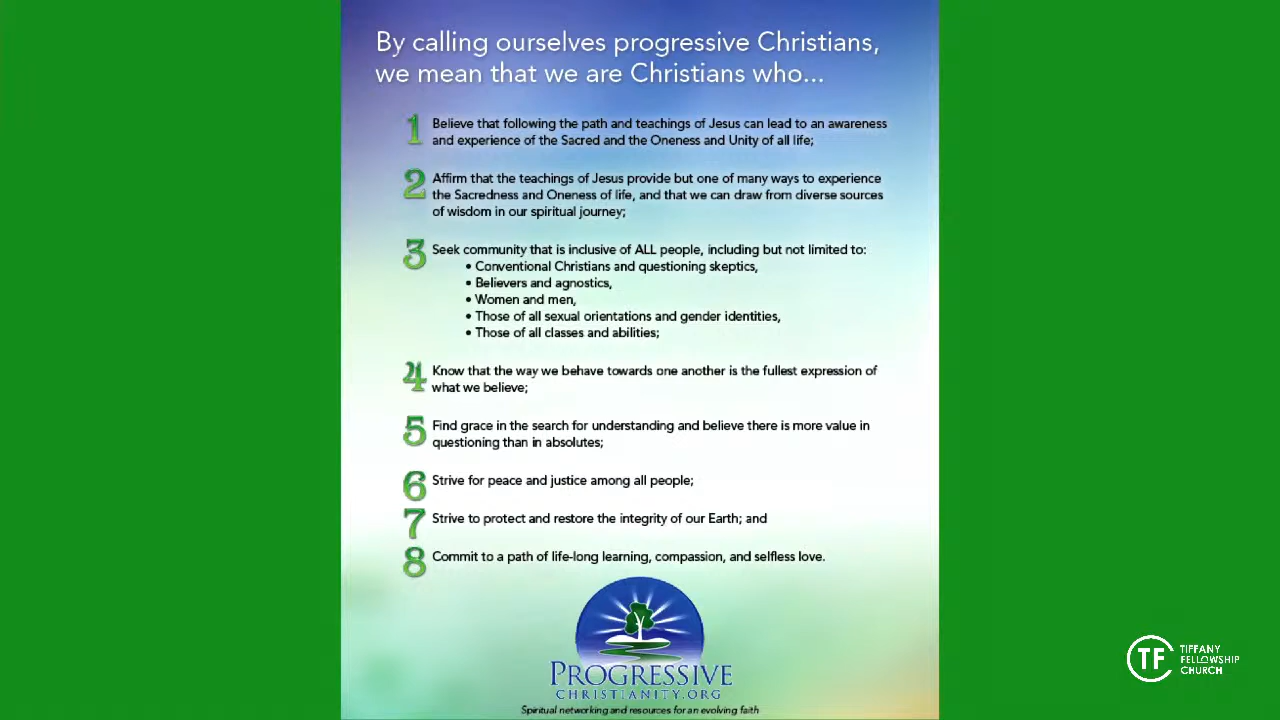 By calling ourselves progressive Christians,
we mean that we are Christians who...
1 Believe that following the path and teachings of Jesus can lead to an awareness
and experience of the Sacred and the Oneness and Unity of all life;
2 Affirm that the teachings of Jesus provide but one of many ways to experience
the Sacredness and Oneness of life, and that we can draw from diverse sources
of wisdom in our spiritual journey;
3 Seek community that is inclusive of ALL people, including but not limited to:
• Conventional Christians and questioning skeptics,
• Believers and agnostics,
• Women and men,
• Those of all sexual orientations and gender identities,
• Those of all classes and abilities;
4 Know that the way we behave towards one another is the fullest expression of
what we believe;
5 Find grace in the search for understanding and believe there is more value in
questioning than in absolutes;
6 Strive for peace and justice among all people;
7 Strive to protect and restore the integrity of our Earth; and
8 Commit to a path of life-long learning, compassion, and selfless love.
PROGRESSIVE
CHRISTIANITY.ORG
Spiritual networking and resources for an evolving faith
TF
TIFFANY
FELLOWSHIP
CHURCH